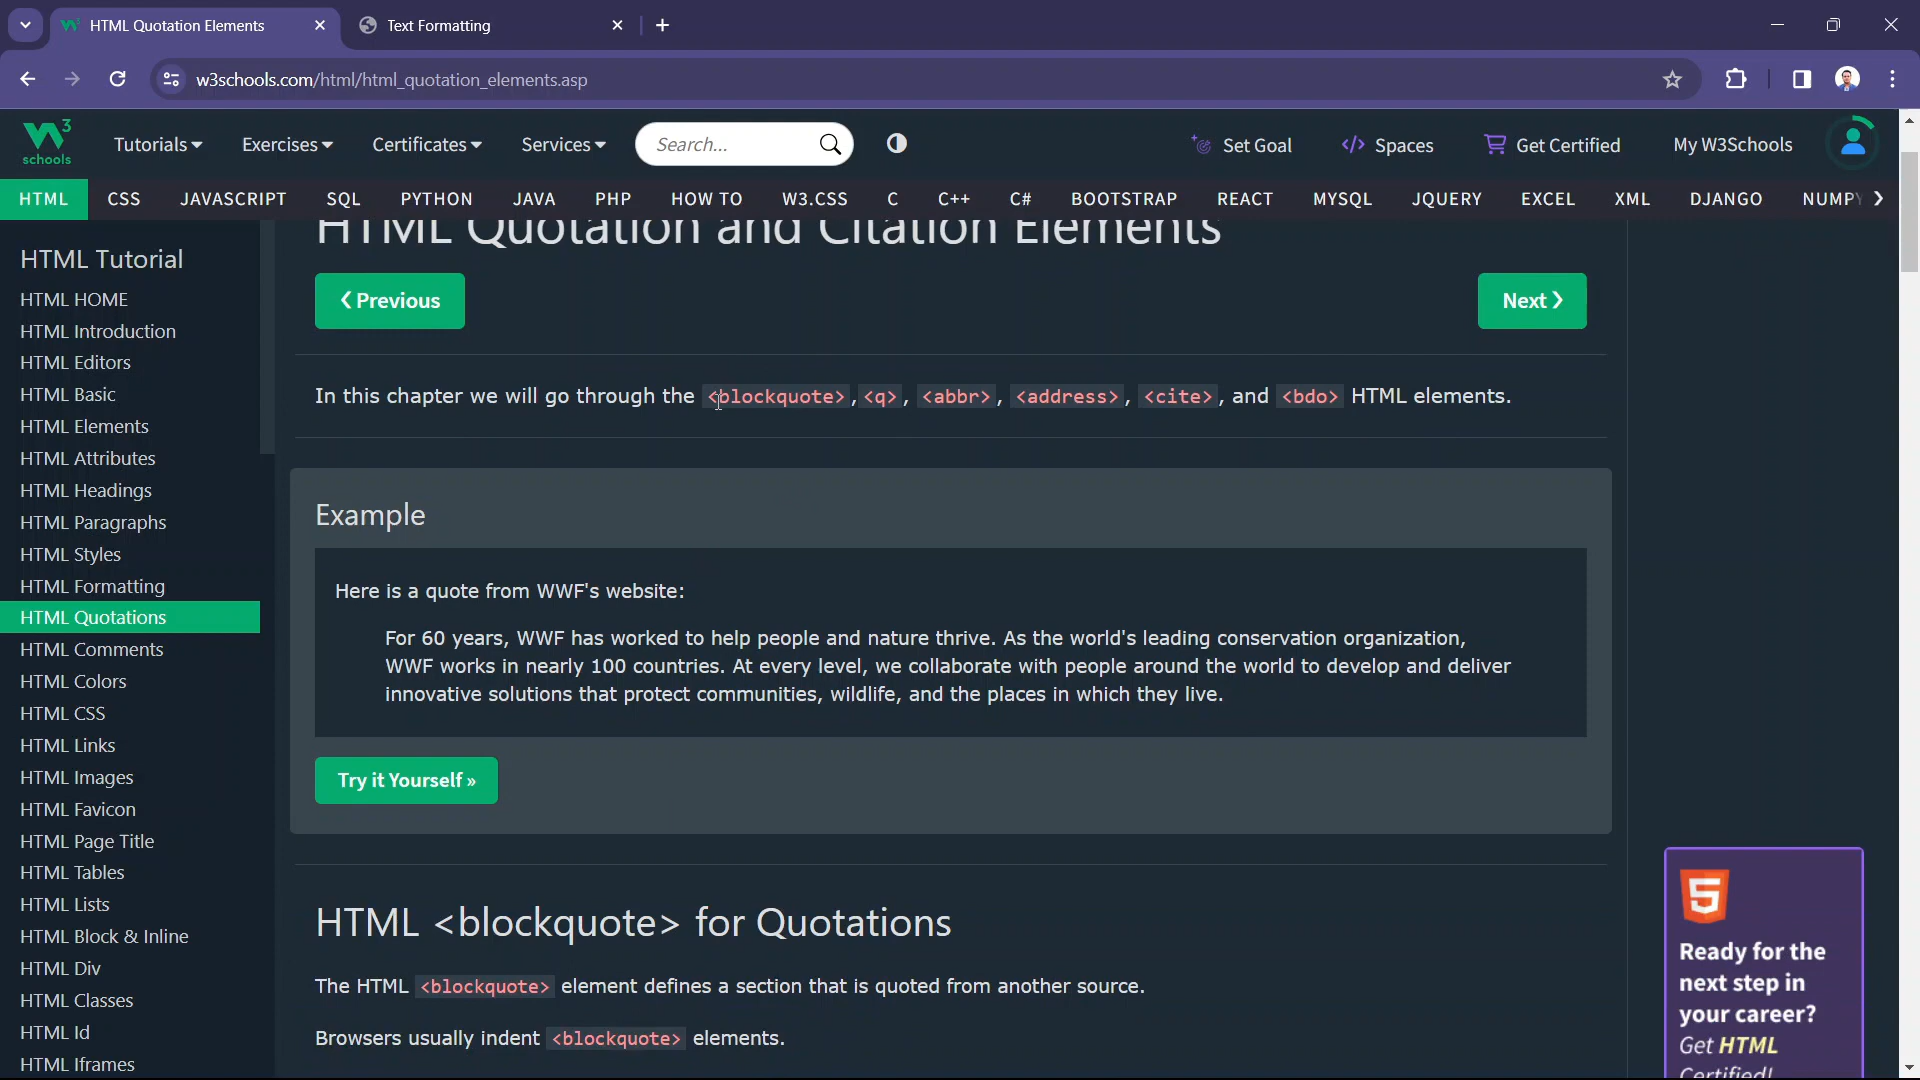 HTML Quotation Elements
Text Formatting
w3schools.com/html/html_quotation_elements.asp
W3 schools
Tutorials
Exercises
Certificates
Services
Search...
Set Goal
Spaces
Get Certified
My W3Schools
HTML CSS JAVASCRIPT SQL PYTHON JAVA PHP HOW TO W3.CSS C C++ C# BOOTSTRAP REACT MYSQL JQUERY EXCEL XML DJANGO NUMPY
HTML Tutorial
HTML HOME
HTML Introduction
HTML Editors
HTML Basic
HTML Elements
HTML Attributes
HTML Headings
HTML Paragraphs
HTML Styles
HTML Formatting
HTML Quotations
HTML Comments
HTML Colors
HTML CSS
HTML Links
HTML Images
HTML Favicon
HTML Page Title
HTML Tables
HTML Lists
HTML Block & Inline
HTML Div
HTML Classes
HTML Id
HTML Iframes
HTML Quotation and Citation Elements
❮ Previous
Next ❯
In this chapter we will go through the <blockquote>,<q>, <abbr>, <address>, <cite>, and <bdo> HTML elements.
Example
Here is a quote from WWF's website:
For 60 years, WWF has worked to help people and nature thrive. As the world's leading conservation organization,
WWF works in nearly 100 countries. At every level, we collaborate with people around the world to develop and deliver
innovative solutions that protect communities, wildlife, and the places in which they live.
Try it Yourself »
HTML <blockquote> for Quotations
The HTML <blockquote> element defines a section that is quoted from another source.
Browsers usually indent <blockquote> elements.
5
Ready for the
next step in
your career?
Get HTML
Certified!